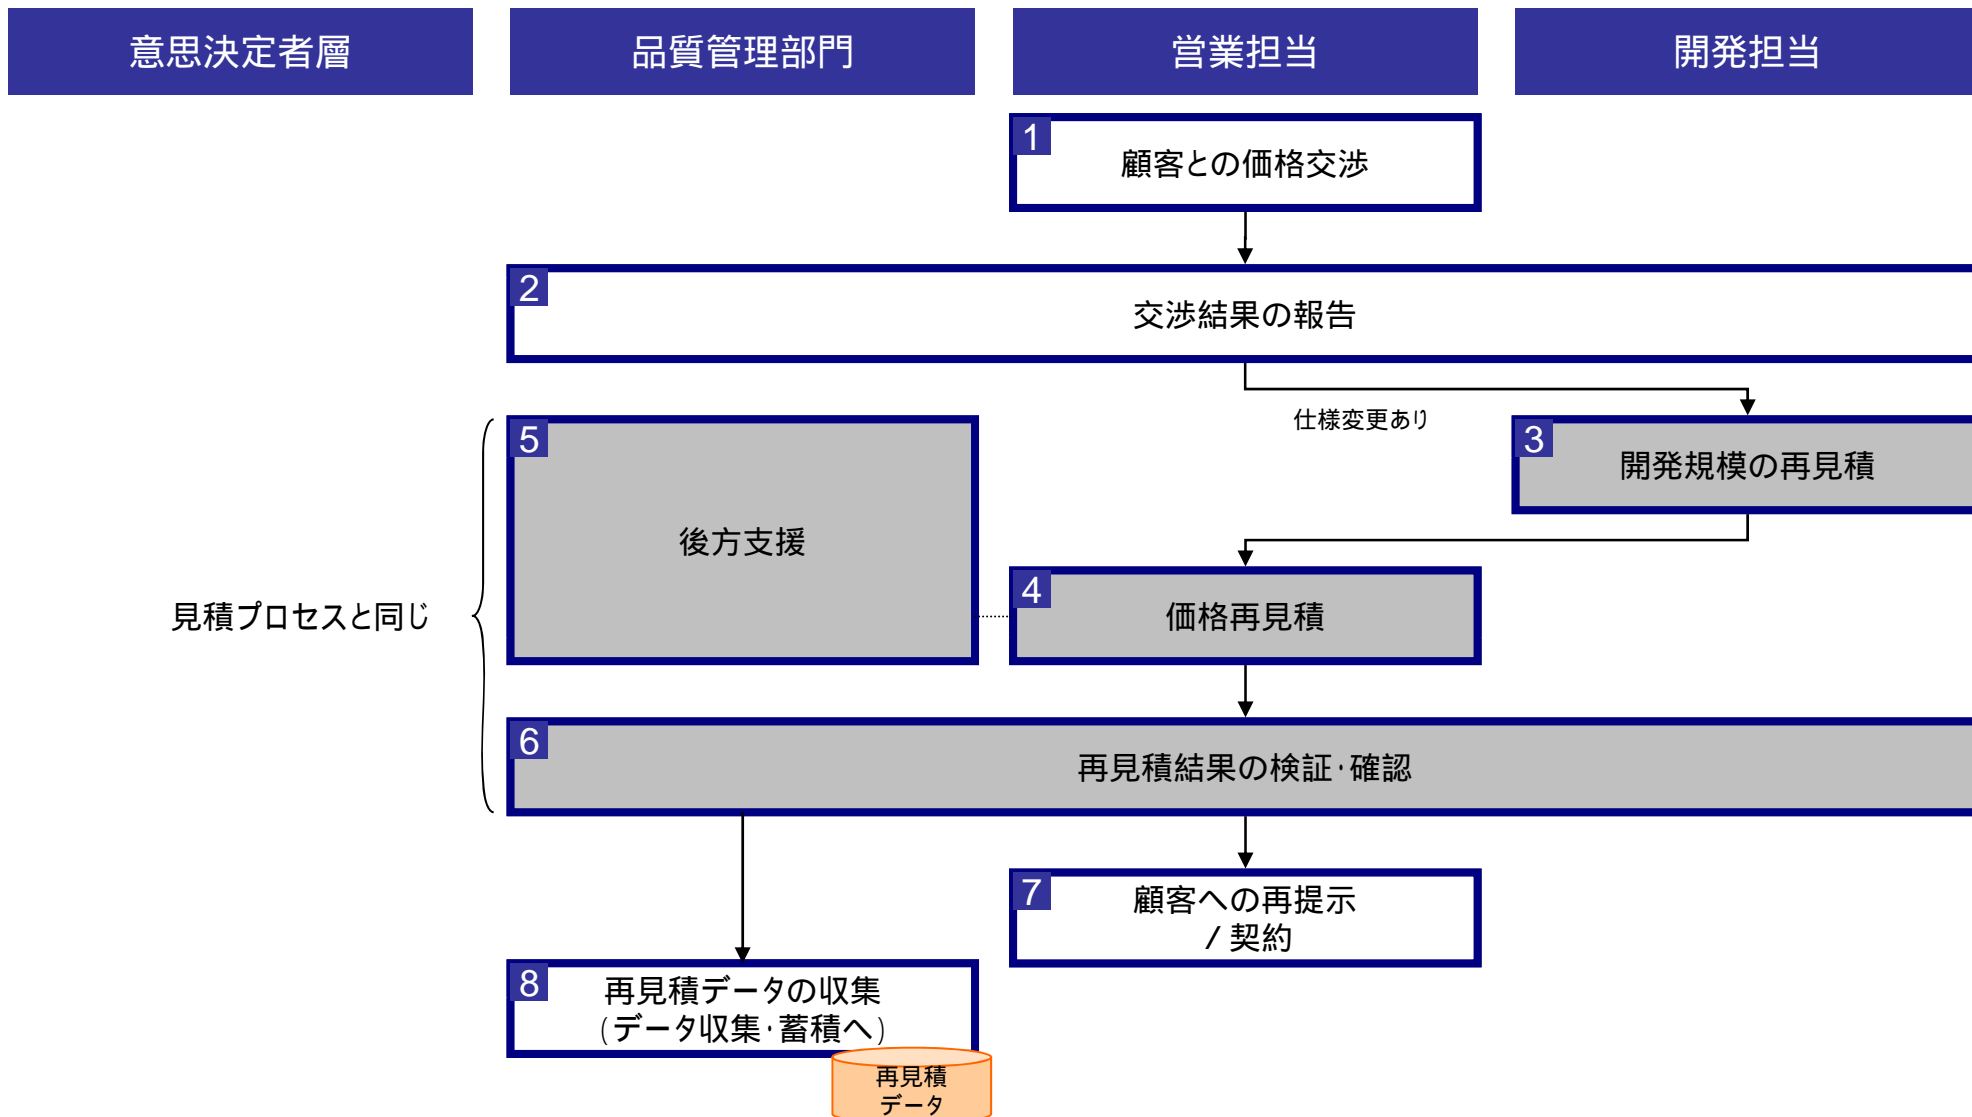 意思決定者層
品質管理部門
営業担当
開発担当
1
顧客との価格交渉
2
交渉結果の報告
仕様変更あり
3
開発規模の再見積
5
後方支援
4
価格再見積
見積プロセスと同じ
6
再見積結果の検証・確認
7
顧客への再提示
/ 契約
8
再見積データの収集
(データ収集・蓄積へ)
再見積
データ